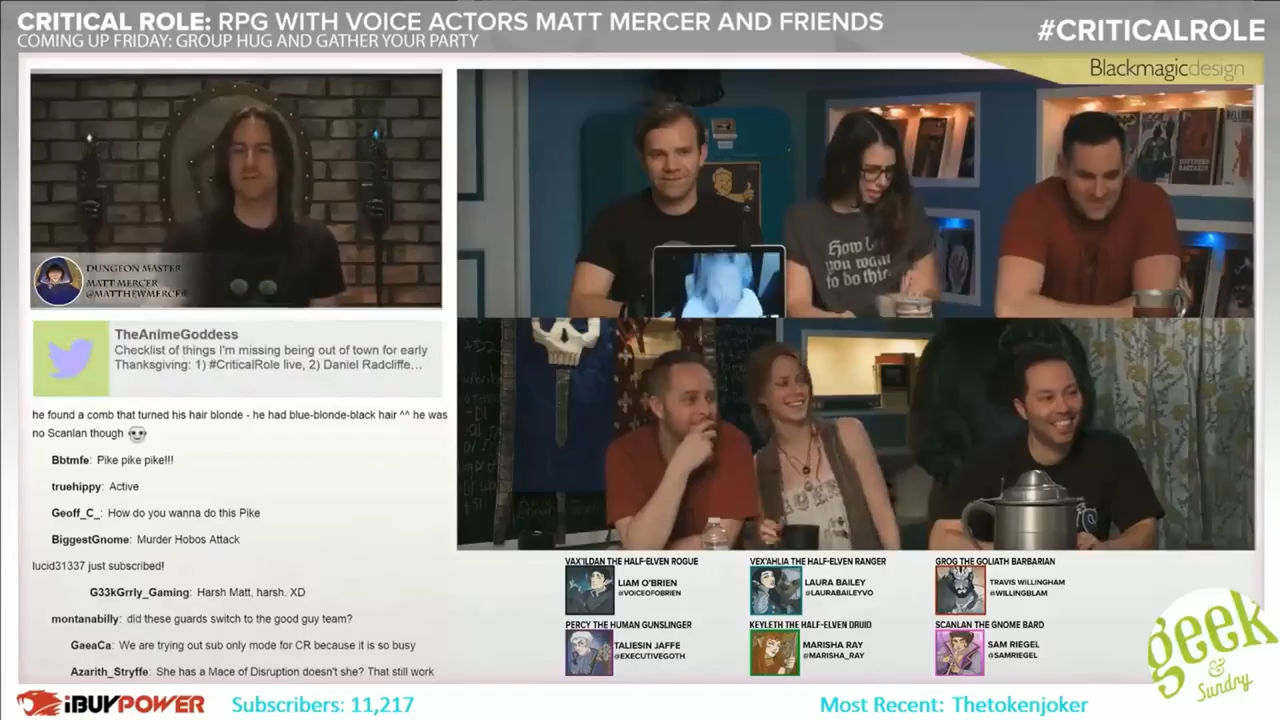 CRITICAL ROLE: RPG WITH VOICE ACTORS MATT MERCER AND FRIENDS
COMING UP FRIDAY: GROUP HUG AND GATHER YOUR PARTY
#CRITICALROLE
Blackmagicdesign
DUNGEON MASTER
MATT MERCER
@MATTHEWMERCER
How
you want
to do this
TheAnimeGoddess
Checklist of things I'm missing being out of town for early
Thanksgiving: 1) #CriticalRole live, 2) Daniel Radcliffe…
he found a comb that turned his hair blonde - he had blue-blonde-black hair ^^ he was
no Scanlan though
Bbtmfe: Pike pike pike!!!
truehippy: Active
Geoff_C_: How do you wanna do this Pike
BiggestGnome: Murder Hobos Attack
lucid31337 just subscribed!
G33kGrrly_Gaming: Harsh Matt, harsh. XD
montanabilly: did these guards switch to the good guy team?
GaeaCa: We are trying out sub only mode for CR because it is so busy
Azarith_Stryffe: She has a Mace of Disruption doesn't she? That still work
VAX'ILDAN THE HALF-ELVEN ROGUE
LIAM O'BRIEN
@VOICEOFOBRIEN
VEX'AHLIA THE HALF-ELVEN RANGER
LAURA BAILEY
@LAURABAILEYVO
GROG THE GOLIATH BARBARIAN
TRAVIS WILLINGHAM
@WILLINGBLAM
PERCY THE HUMAN GUNSLINGER
TALIESIN JAFFE
@EXECUTIVEGOTH
KEYLETH THE HALF-ELVEN DRUID
MARISHA RAY
@MARISHA_RAY
SCANLAN THE GNOME BARD
SAM RIEGEL
@SAMRIEGEL
geek
&
Sundry
iBUYPOWER
Subscribers: 11,217
Most Recent: Thetokenjoker